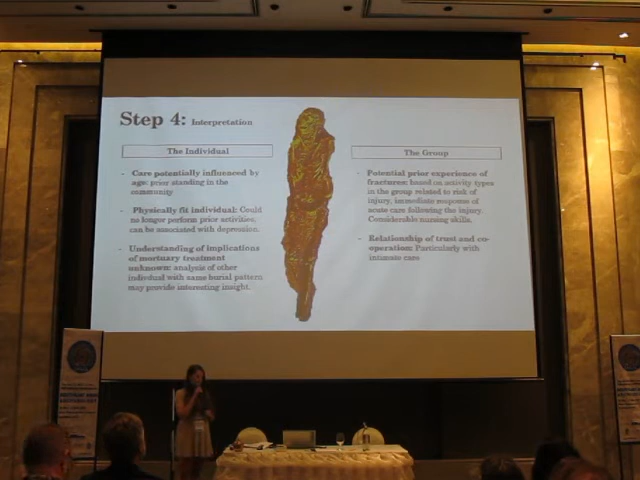 Step 4: Interpretation
The Individual
- Care potentially influenced by
age: prior standing in the
community
- Physically fit individual: Could
no longer perform prior activities,
can be associated with depression.
- Understanding of implications
of mortuary treatment
unknown: analysis of other
individual with same burial pattern
may provide interesting insight.
The Group
- Potential prior experience of
fractures: based on activity types
in the group related to risk of
injury, immediate response of
acute care following the injury.
Considerable nursing skills.
- Relationship of trust and co-
operation: Particularly with
intimate care